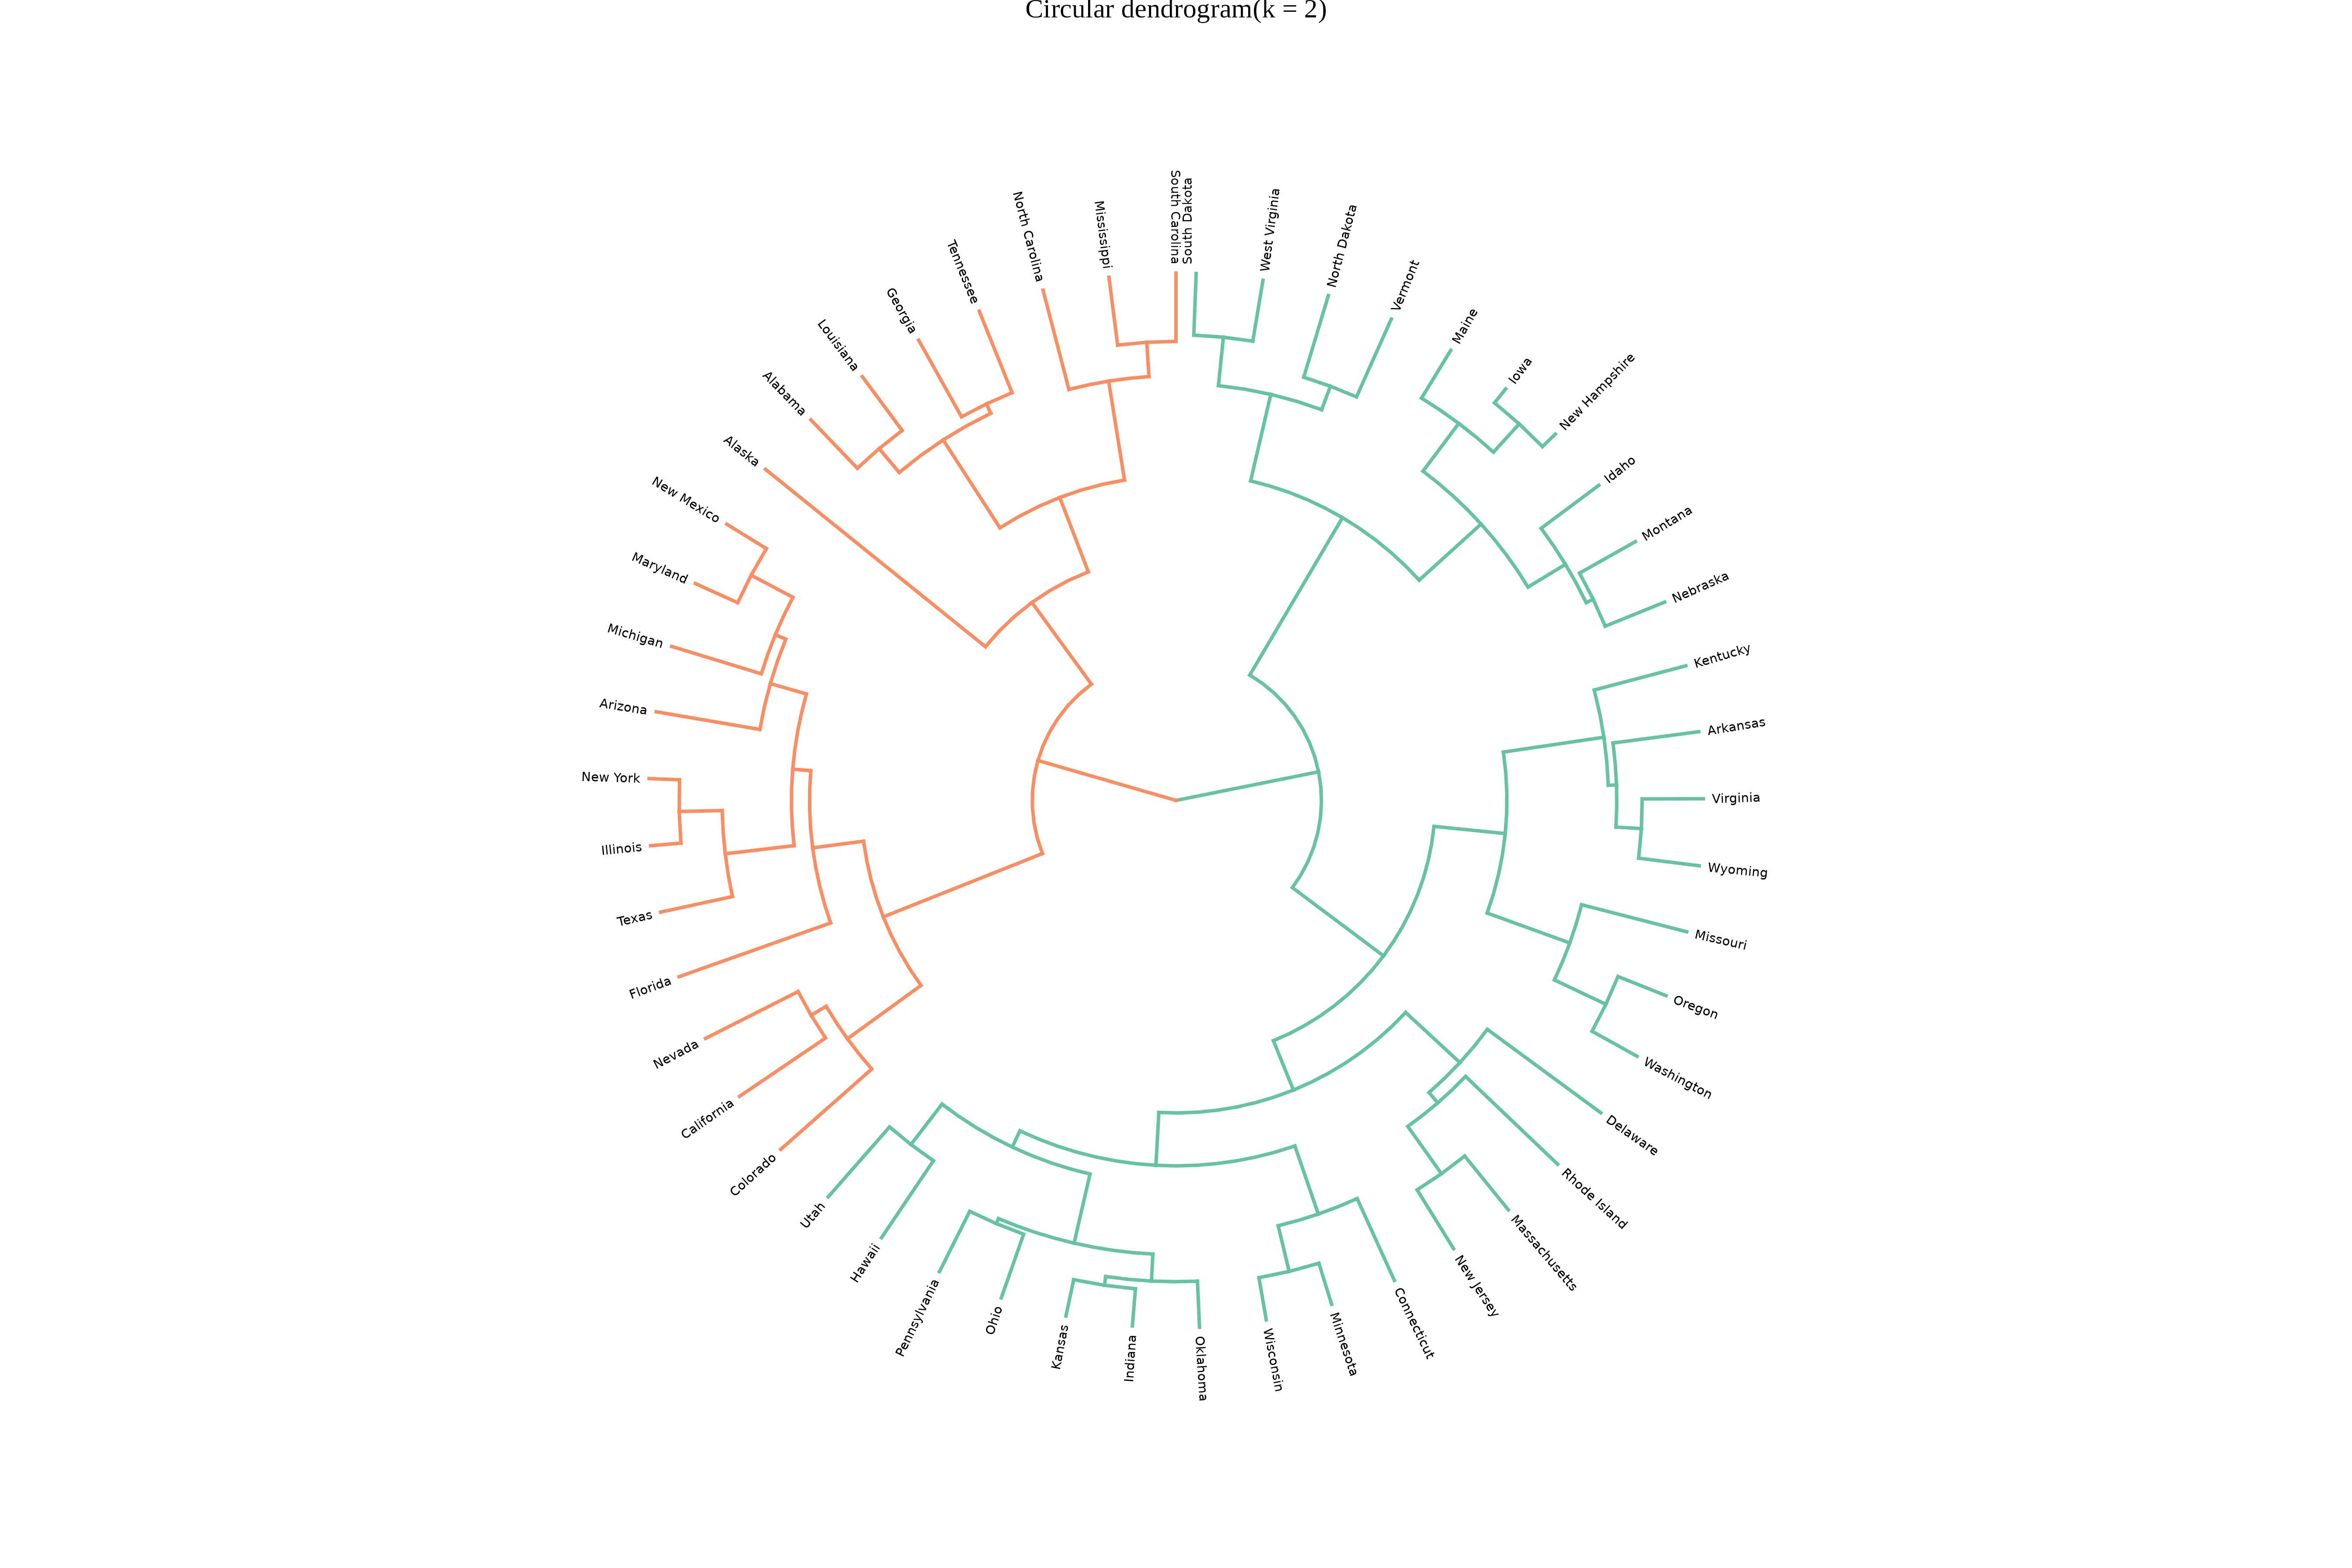 Circular dendrogram(k = 2)
South Carolina
South Dakota
West Virginia
North Dakota
Vermont
Maine
Iowa
New Hampshire
Idaho
Montana
Nebraska
Kentucky
Arkansas
Virginia
Wyoming
Missouri
Oregon
Washington
Delaware
Rhode Island
Massachusetts
New Jersey
Connecticut
Minnesota
Wisconsin
Oklahoma
Indiana
Kansas
Ohio
Pennsylvania
Hawaii
Utah
Colorado
California
Nevada
Florida
Texas
Illinois
New York
Arizona
Michigan
Maryland
New Mexico
Alaska
Alabama
Louisiana
Georgia
Tennessee
North Carolina
Mississippi